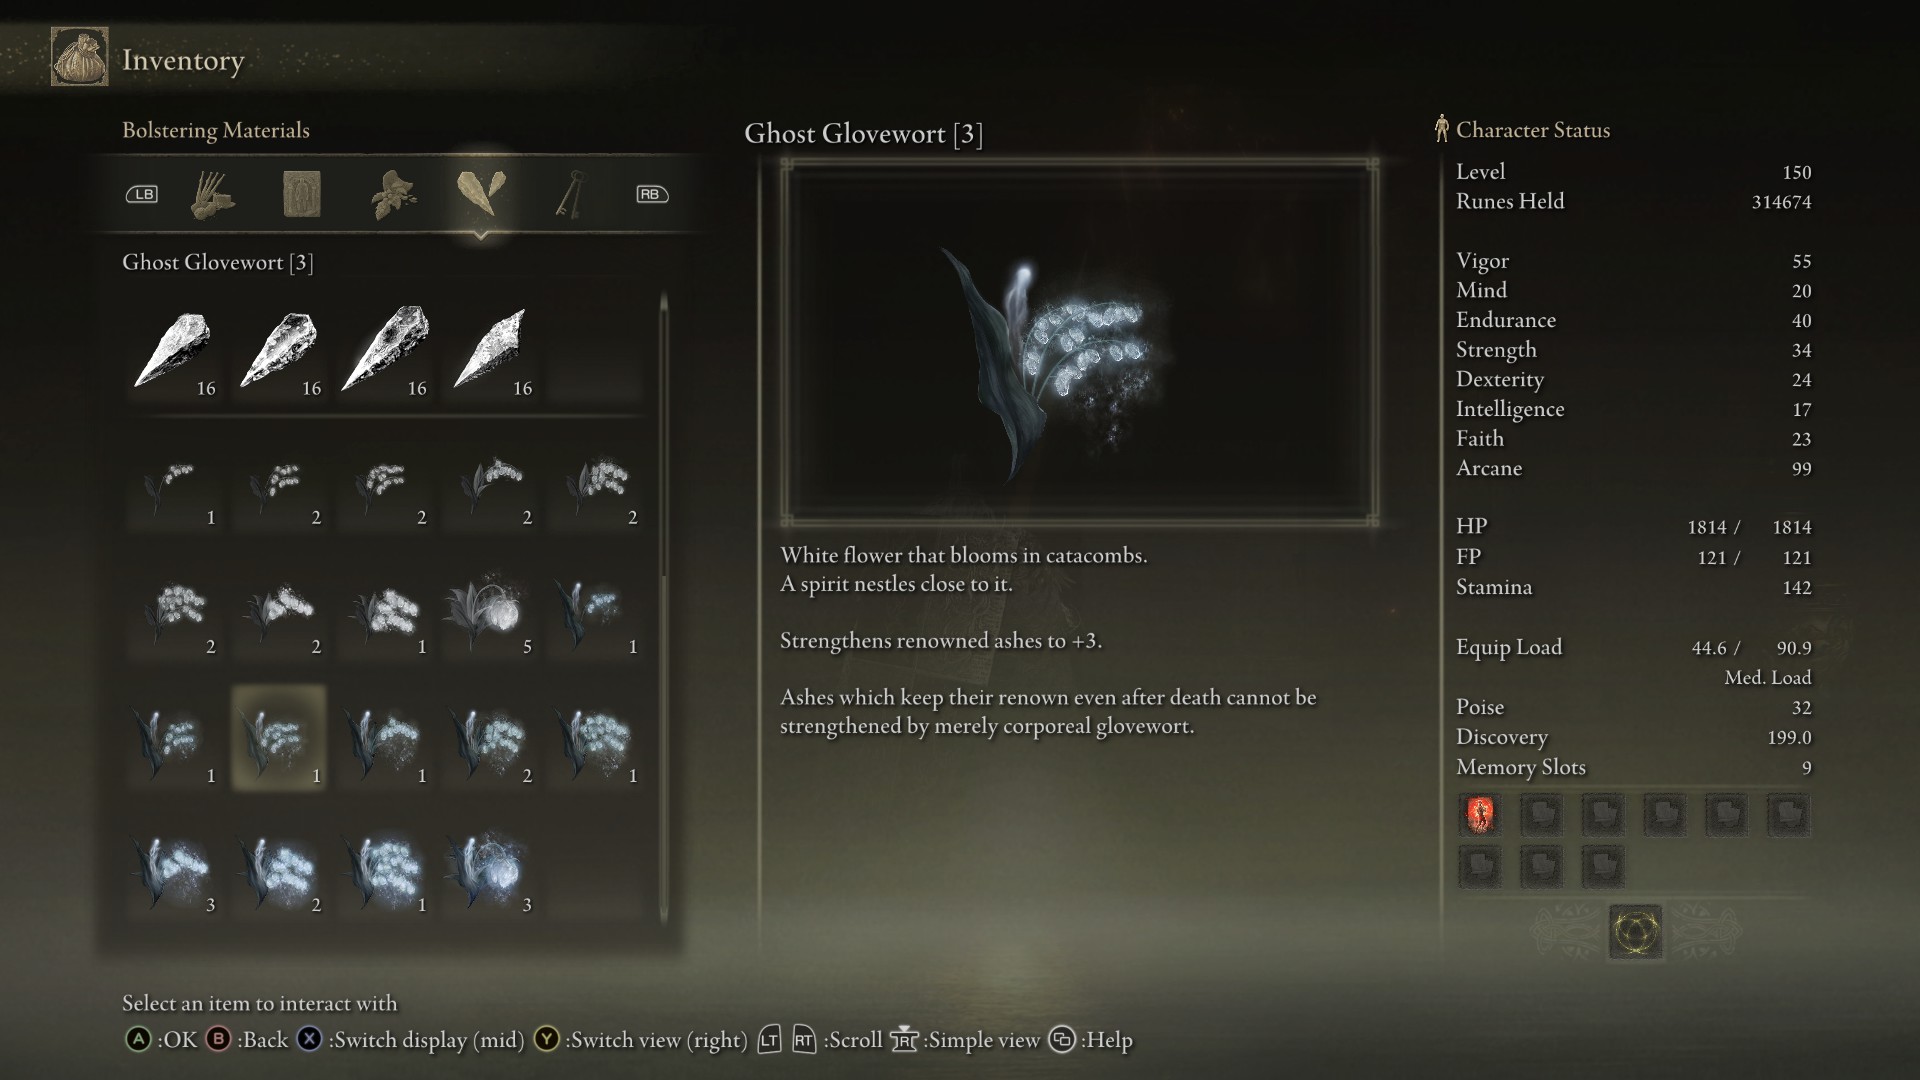 Inventory
Bolstering Materials
LB
RB
Ghost Glovewort [3]
16 16 16 16
1 2 2 2 2
2 2 1 5 1
1 1 1 2 1
3 2 1 3
Ghost Glovewort [3]
White flower that blooms in catacombs.
A spirit nestles close to it.
Strengthens renowned ashes to +3.
Ashes which keep their renown even after death cannot be
strengthened by merely corporeal glovewort.
Character Status
Level 150
Runes Held 314674
Vigor 55
Mind 20
Endurance 40
Strength 34
Dexterity 24
Intelligence 17
Faith 23
Arcane 99
HP 1814 / 1814
FP 121 / 121
Stamina 142
Equip Load 44.6 / 90.9
Med. Load
Poise 32
Discovery 199.0
Memory Slots 9
Select an item to interact with
A :OK B :Back X :Switch display (mid) Y :Switch view (right) LT RT :Scroll R :Simple view :Help